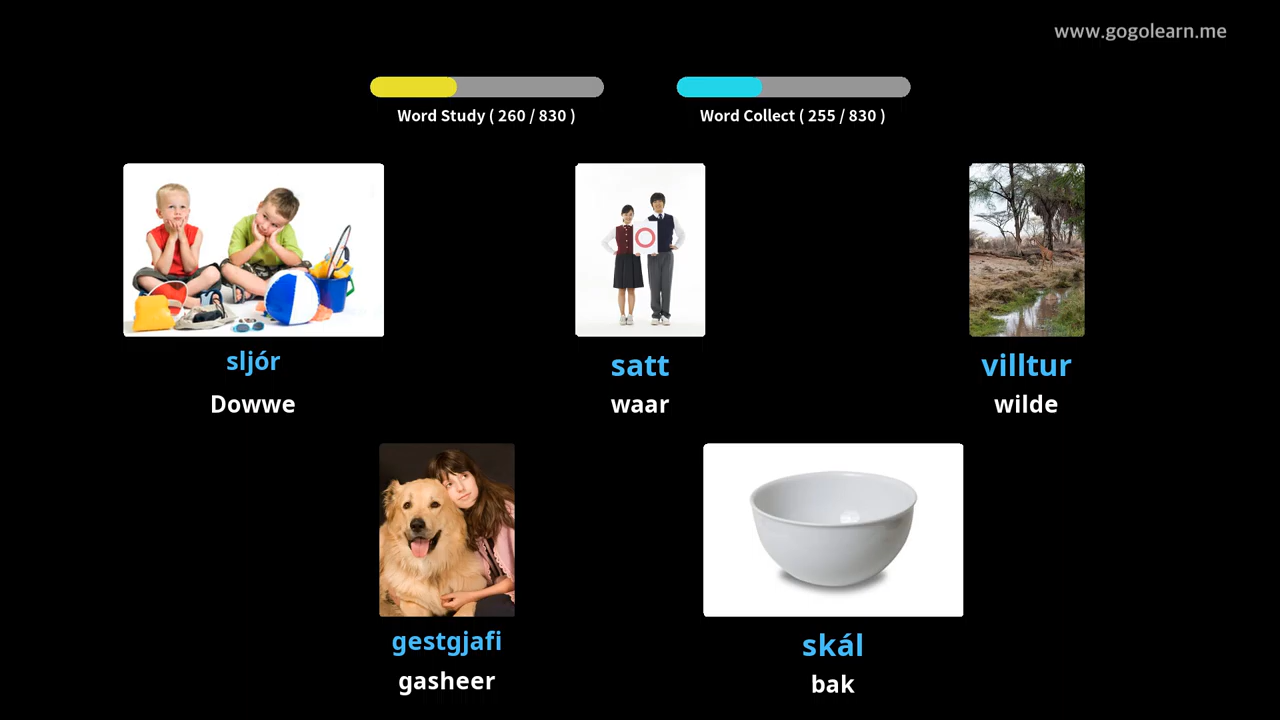 www.gogolearn.me
Word Study ( 260 / 830 )
Word Collect ( 255 / 830 )
sljór
Dowwe
satt
waar
villtur
wilde
gestgjafi
gasheer
skál
bak